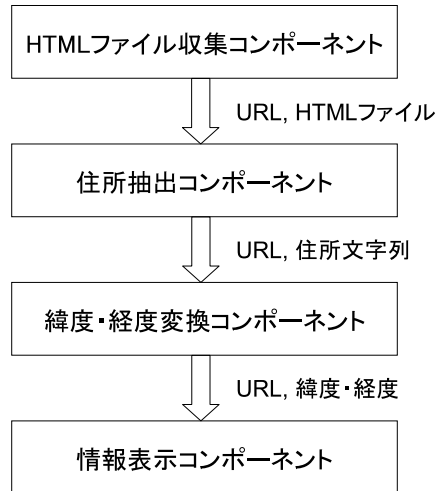 HTMLファイル収集コンポーネント
URL, HTMLファイル
住所抽出コンポーネント
URL, 住所文字列
緯度・経度変換コンポーネント
URL, 緯度・経度
情報表示コンポーネント